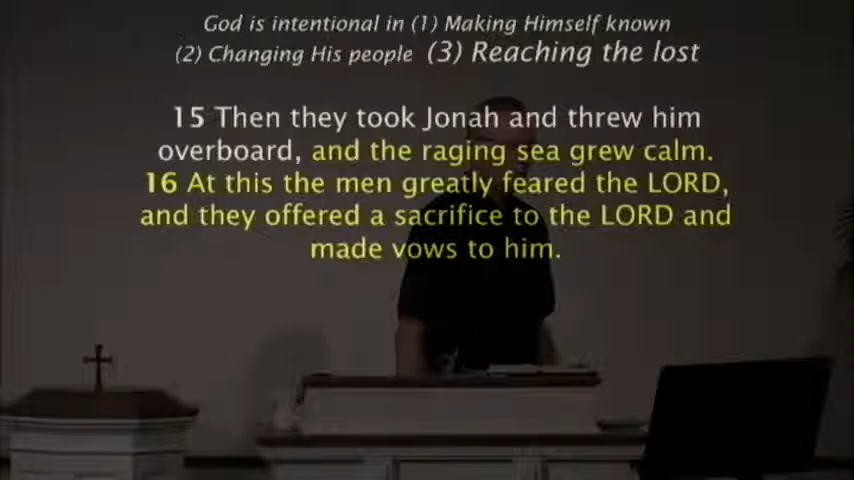 God is intentional in (1) Making Himself known
(2) Changing His people (3) Reaching the lost
15 Then they took Jonah and threw him
overboard, and the raging sea grew calm.
16 At this the men greatly feared the LORD,
and they offered a sacrifice to the LORD and
made vows to him.